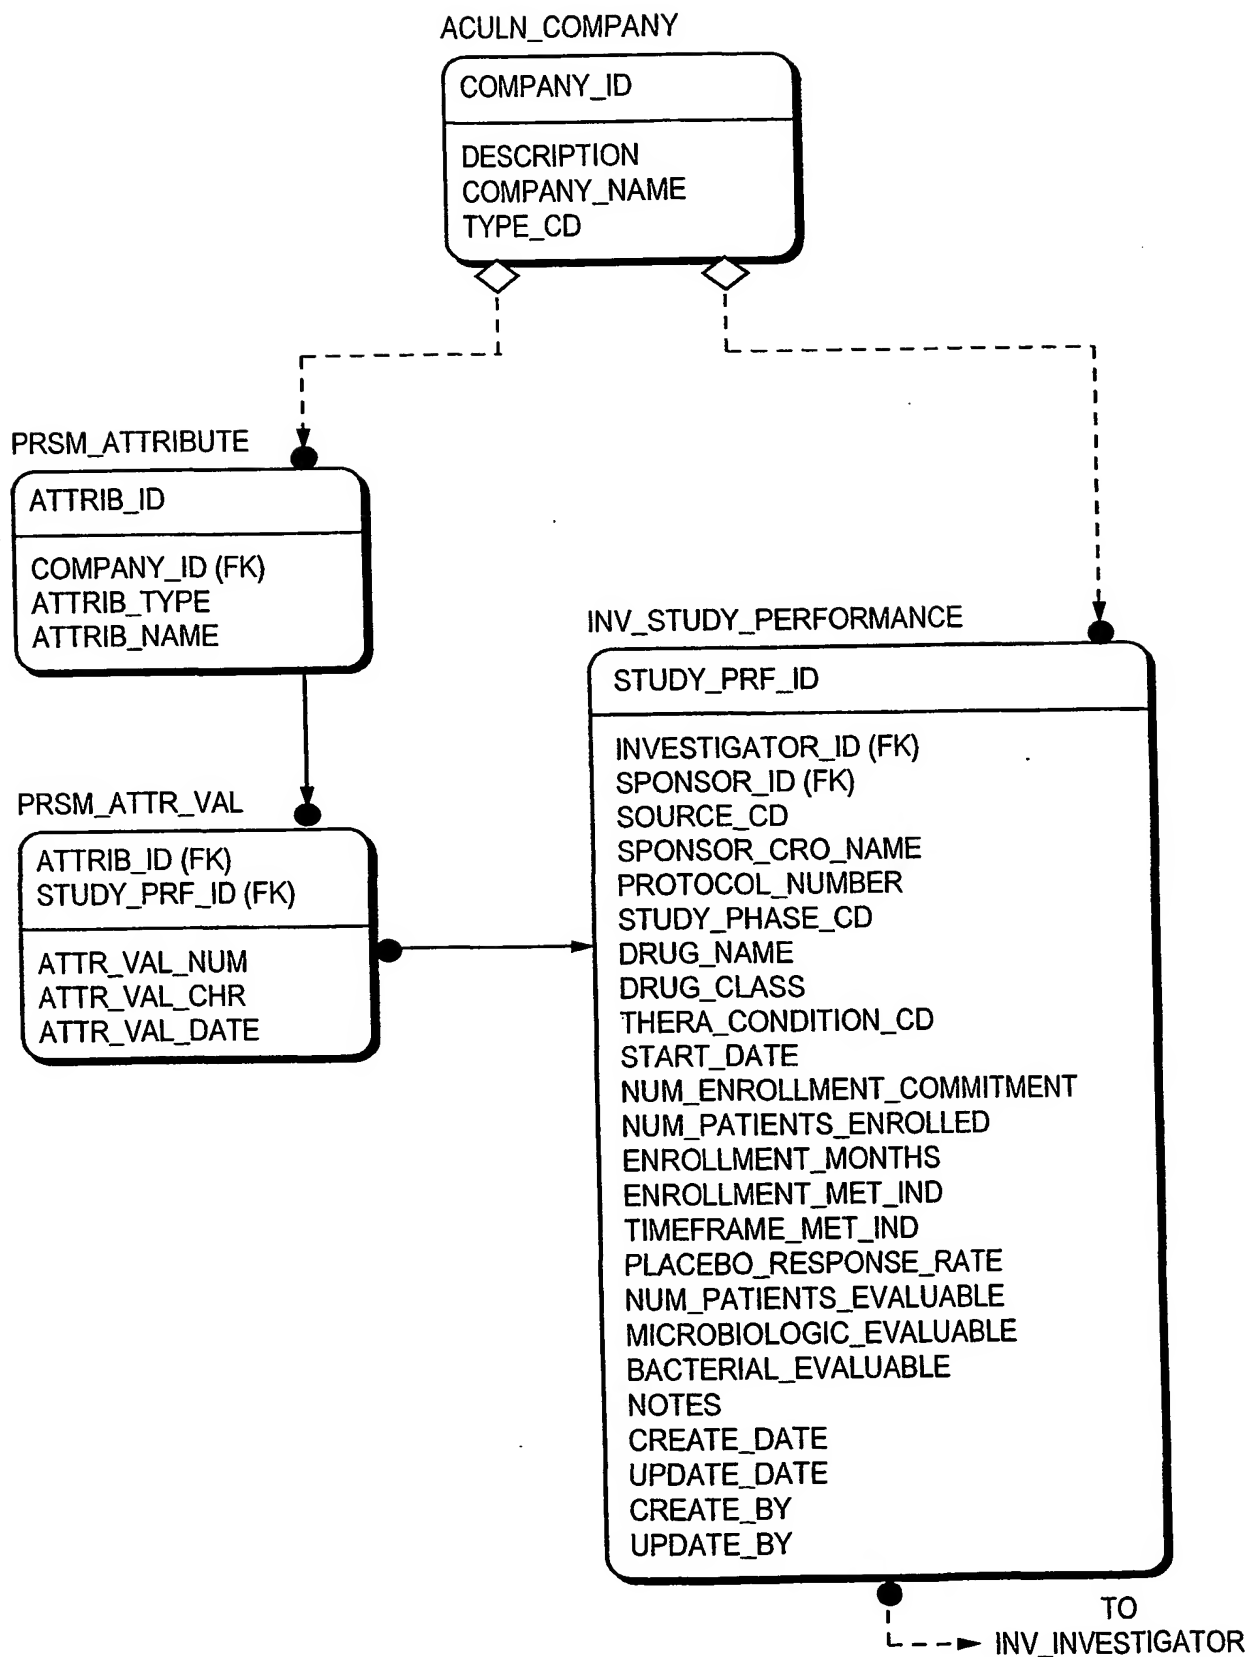 ACULN_COMPANY
COMPANY_ID
DESCRIPTION
COMPANY_NAME
TYPE_CD
PRSM_ATTRIBUTE
ATTRIB_ID
COMPANY_ID (FK)
ATTRIB_TYPE
ATTRIB_NAME
PRSM_ATTR_VAL
ATTRIB_ID (FK)
STUDY_PRF_ID (FK)
ATTR_VAL_NUM
ATTR_VAL_CHR
ATTR_VAL_DATE
INV_STUDY_PERFORMANCE
STUDY_PRF_ID
INVESTIGATOR_ID (FK)
SPONSOR_ID (FK)
SOURCE_CD
SPONSOR_CRO_NAME
PROTOCOL_NUMBER
STUDY_PHASE_CD
DRUG_NAME
DRUG_CLASS
THERA_CONDITION_CD
START_DATE
NUM_ENROLLMENT_COMMITMENT
NUM_PATIENTS_ENROLLED
ENROLLMENT_MONTHS
ENROLLMENT_MET_IND
TIMEFRAME_MET_IND
PLACEBO_RESPONSE_RATE
NUM_PATIENTS_EVALUABLE
MICROBIOLOGIC_EVALUABLE
BACTERIAL_EVALUABLE
NOTES
CREATE_DATE
UPDATE_DATE
CREATE_BY
UPDATE_BY
TO
INV_INVESTIGATOR